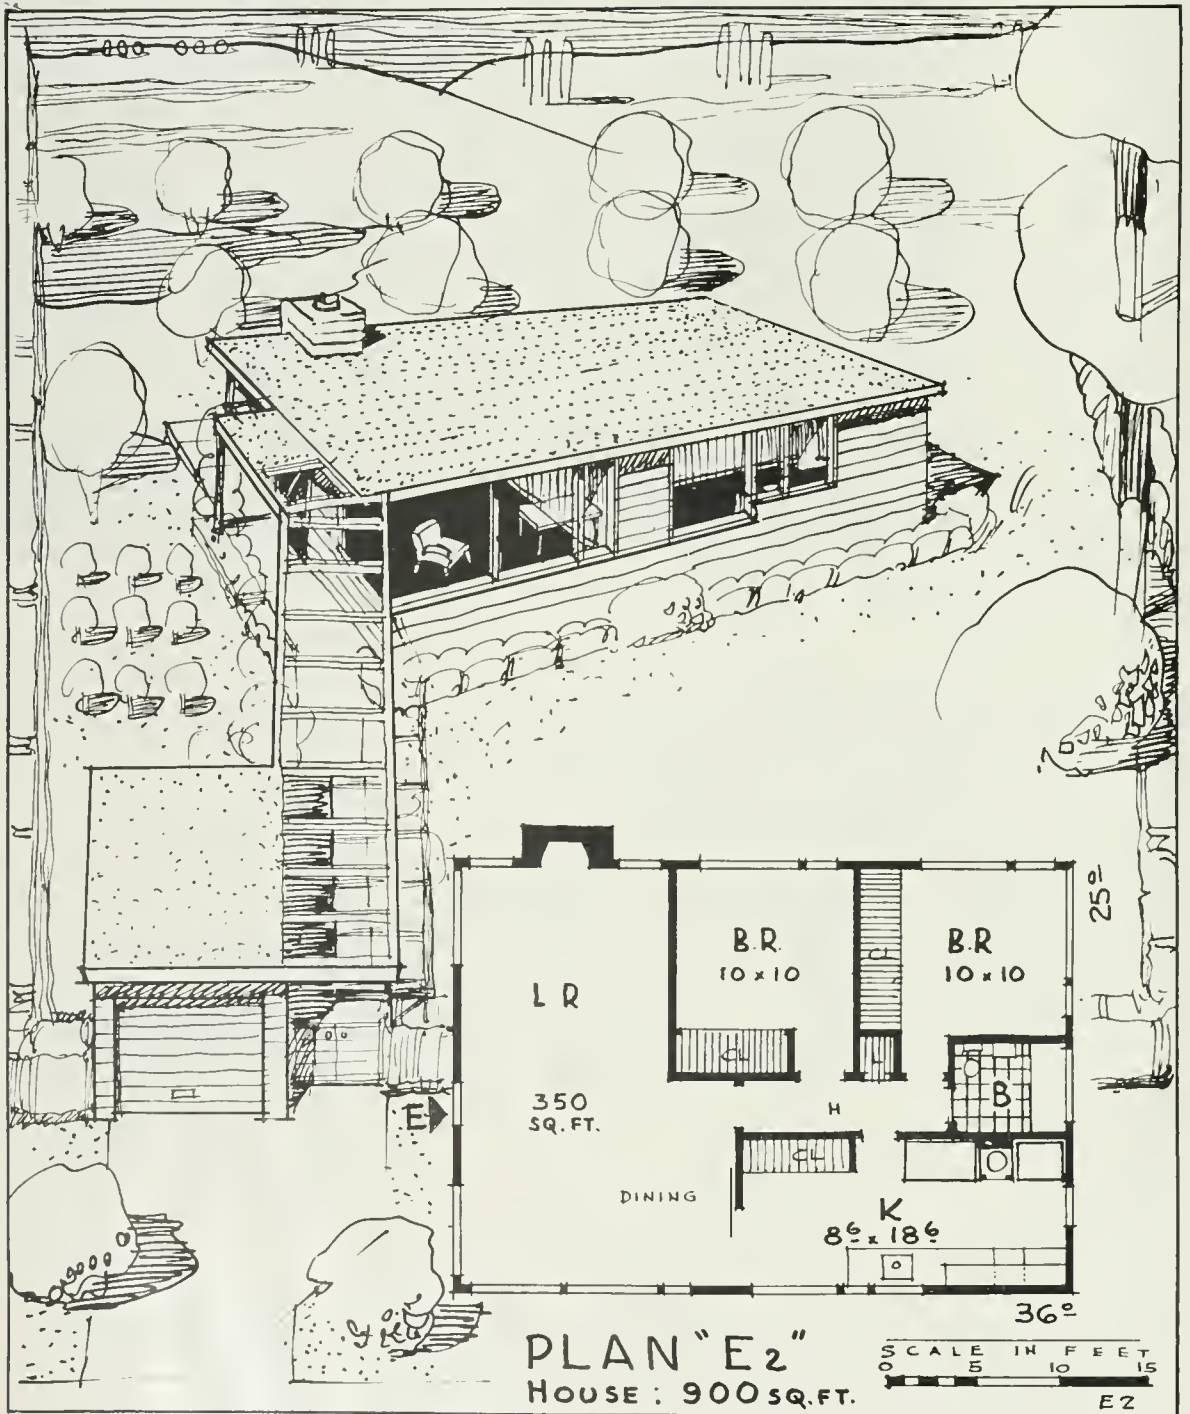 25⁰
B.R.
10 x 10
CL
B.R
10 x 10
L R
CL
L
350
SQ. FT.
E
H
B
CL
DINING
K
8⁶ x 18⁶
36⁰
PLAN "E2"
HOUSE: 900 SQ. FT.
SCALE IN FEET
0 5 10 15
E2